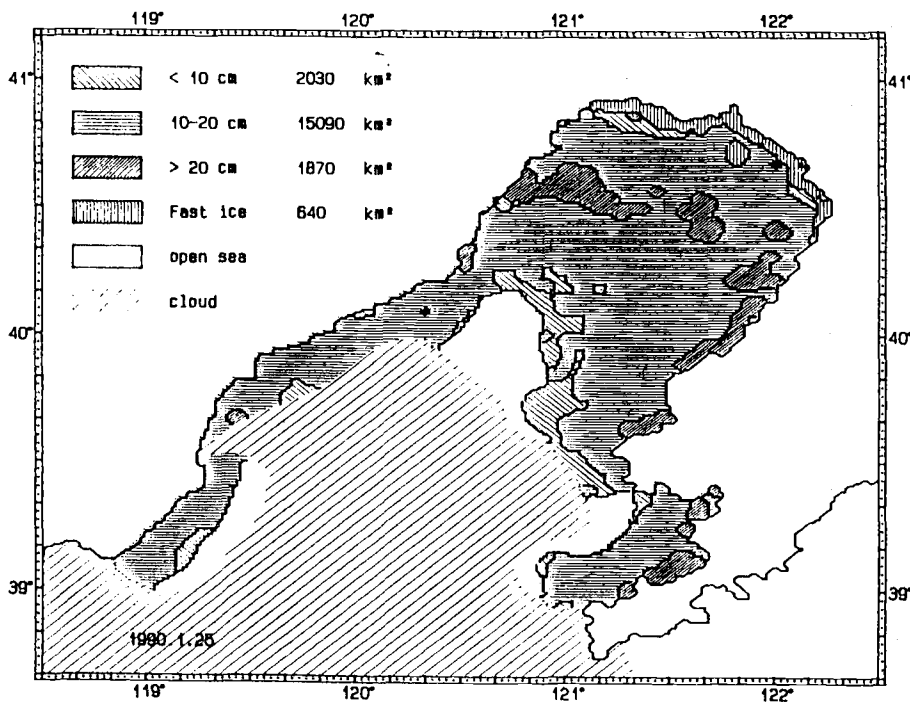 119° 120° 121° 122°
41° 41°
< 10 cm 2030 km²
10-20 cm 15090 km²
> 20 cm 1870 km²
Fast ice 640 km²
open sea
cloud
40° 40°
39° 39°
1990.1.25
119° 120° 121° 122°